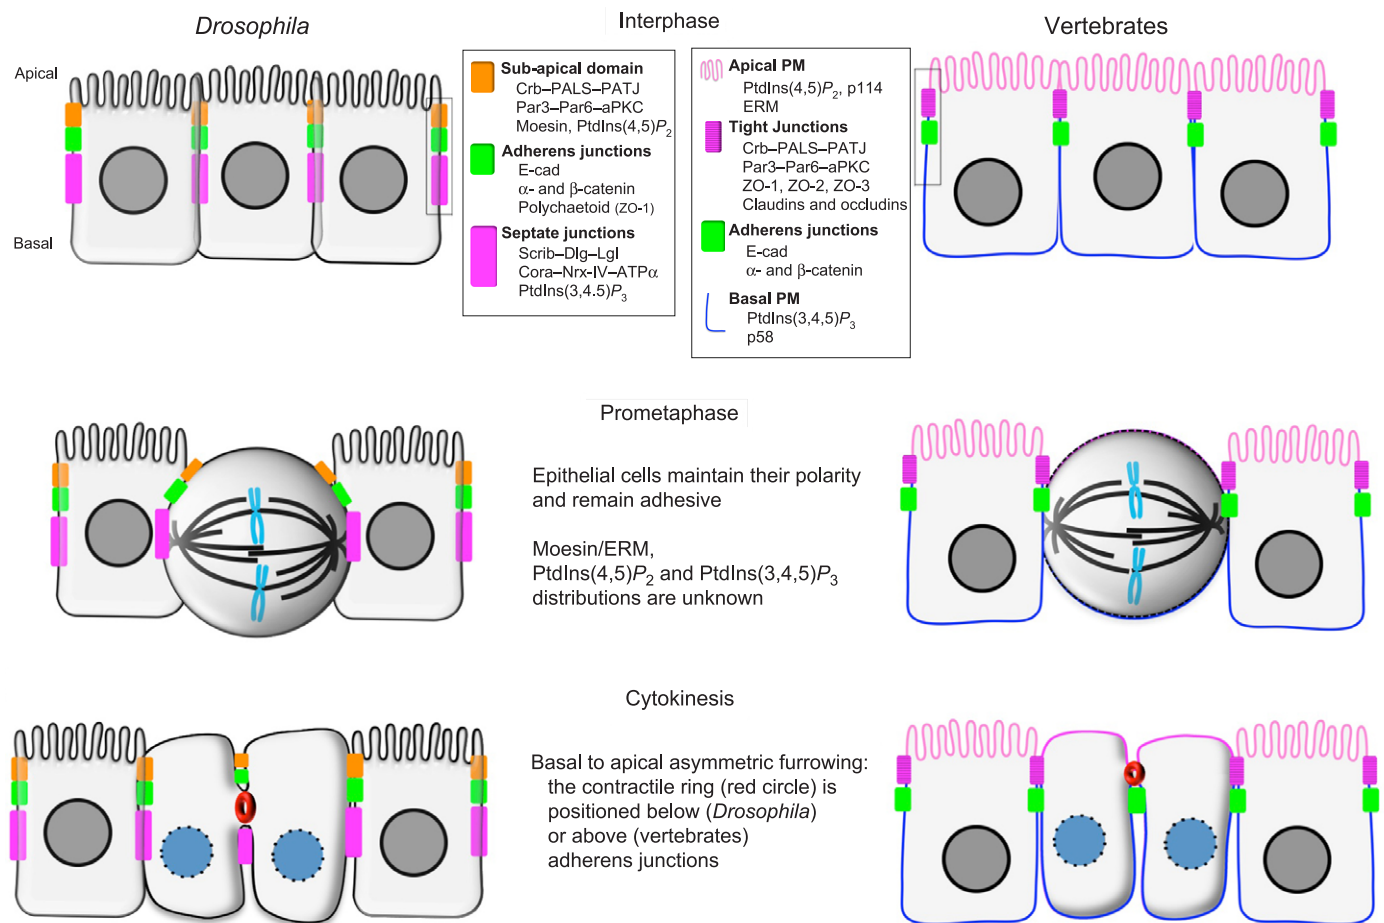 Drosophila
Interphase
Vertebrates
Apical
Basal
Sub-apical domain
Crb–PALS–PATJ
Par3–Par6–aPKC
Moesin, PtdIns(4,5)P2
Adherens junctions
E-cad
α- and β-catenin
Polychaetoid (ZO-1)
Septate junctions
Scrib–Dlg–Lgl
Cora–Nrx-IV–ATPα
PtdIns(3,4.5)P3
Apical PM
PtdIns(4,5)P2, p114
ERM
Tight Junctions
Crb–PALS–PATJ
Par3–Par6–aPKC
ZO-1, ZO-2, ZO-3
Claudins and occludins
Adherens junctions
E-cad
α- and β-catenin
Basal PM
PtdIns(3,4,5)P3
p58
Prometaphase
Epithelial cells maintain their polarity
and remain adhesive
Moesin/ERM,
PtdIns(4,5)P2 and PtdIns(3,4,5)P3
distributions are unknown
Cytokinesis
Basal to apical asymmetric furrowing:
the contractile ring (red circle) is
positioned below (Drosophila)
or above (vertebrates)
adherens junctions